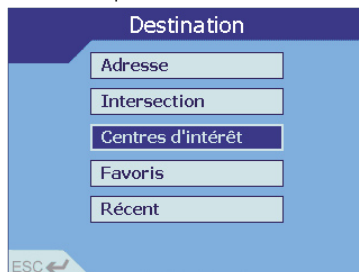 Destination
Adresse
Intersection
Centres d'intérêt
Favoris
Récent
ESC